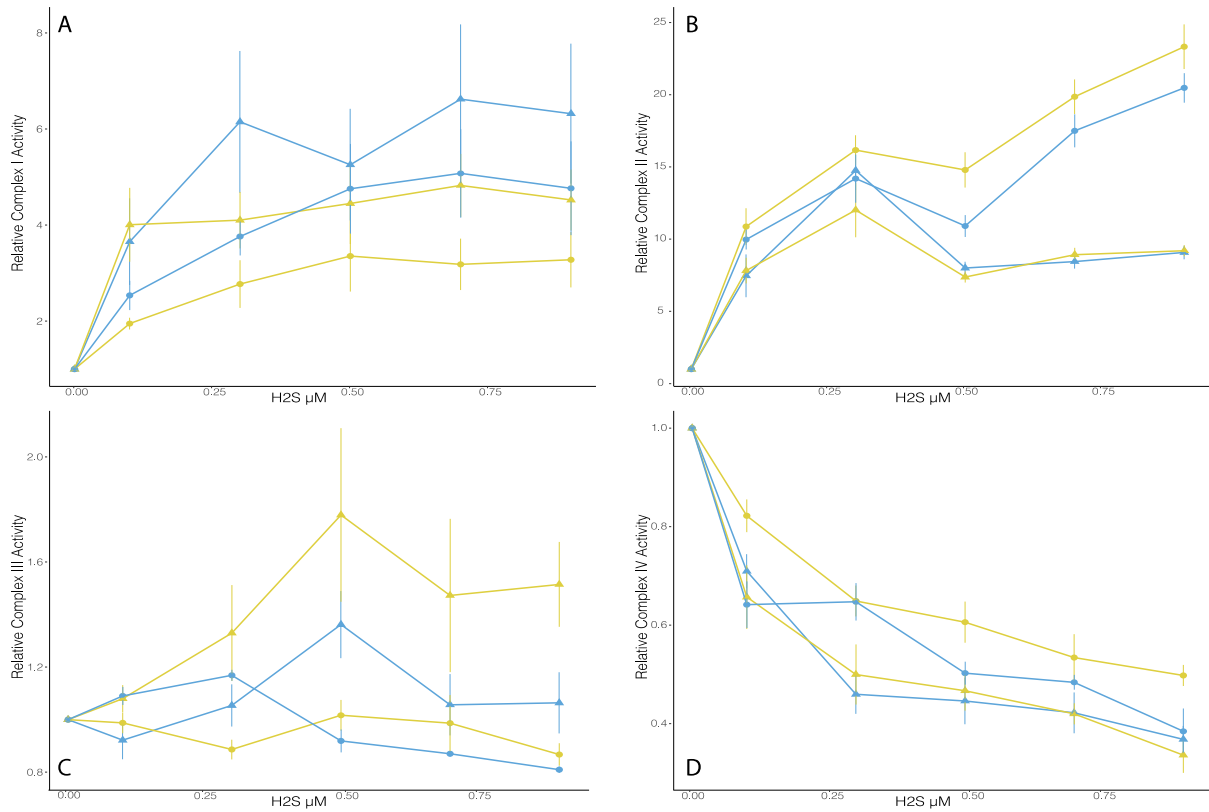 A
Relative Complex I Activity
8
6
4
2
0.00
0.25
0.50
0.75
H2S µM
B
Relative Complex II Activity
25
20
15
10
5
0
0.00
0.25
0.50
0.75
H2S µM
C
Relative Complex III Activity
2.0
1.6
1.2
0.8
0.00
0.25
0.50
0.75
H2S µM
D
Relative Complex IV Activity
1.0
0.8
0.6
0.4
0.00
0.25
0.50
0.75
H2S µM